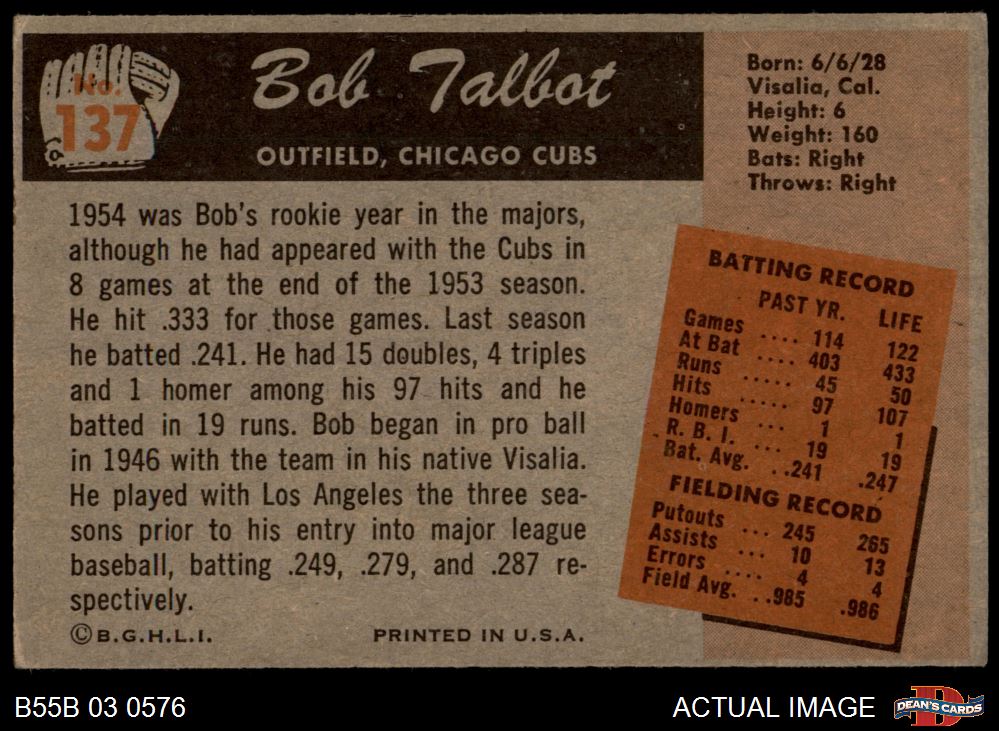 No.
137
Bob Talbot
OUTFIELD, CHICAGO CUBS
Born: 6/6/28
Visalia, Cal.
Height: 6
Weight: 160
Bats: Right
Throws: Right
1954 was Bob's rookie year in the majors,
although he had appeared with the Cubs in
8 games at the end of the 1953 season.
He hit .333 for those games. Last season
he batted .241. He had 15 doubles, 4 triples
and 1 homer among his 97 hits and he
batted in 19 runs. Bob began in pro ball
in 1946 with the team in his native Visalia.
He played with Los Angeles the three sea-
sons prior to his entry into major league
baseball, batting .249, .279, and .287 re-
spectively.
©B.G.H.L.I. PRINTED IN U.S.A.
BATTING RECORD
PAST YR. LIFE
Games .... 114 122
At Bat .... 403 433
Runs ..... 45 50
Hits ..... 97 107
Homers ... 1 1
R. B. I. ... 19 19
Bat. Avg. ..241 .247
FIELDING RECORD
Putouts ... 245 265
Assists ... 10 13
Errors .... 4 4
Field Avg. ..985 .986
B55B 03 0576 ACTUAL IMAGE DEAN'S CARDS